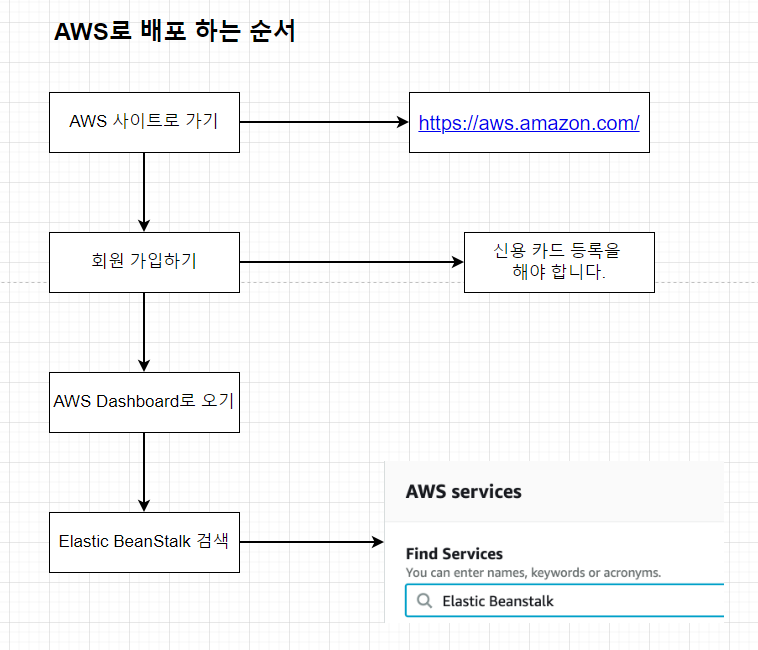 AWS로 배포 하는 순서
AWS 사이트로 가기
https://aws.amazon.com/
회원 가입하기
신용 카드 등록을
해야 합니다.
AWS Dashboard로 오기
Elastic BeanStalk 검색
AWS services
Find Services
You can enter names, keywords or acronyms.
Elastic Beanstalk